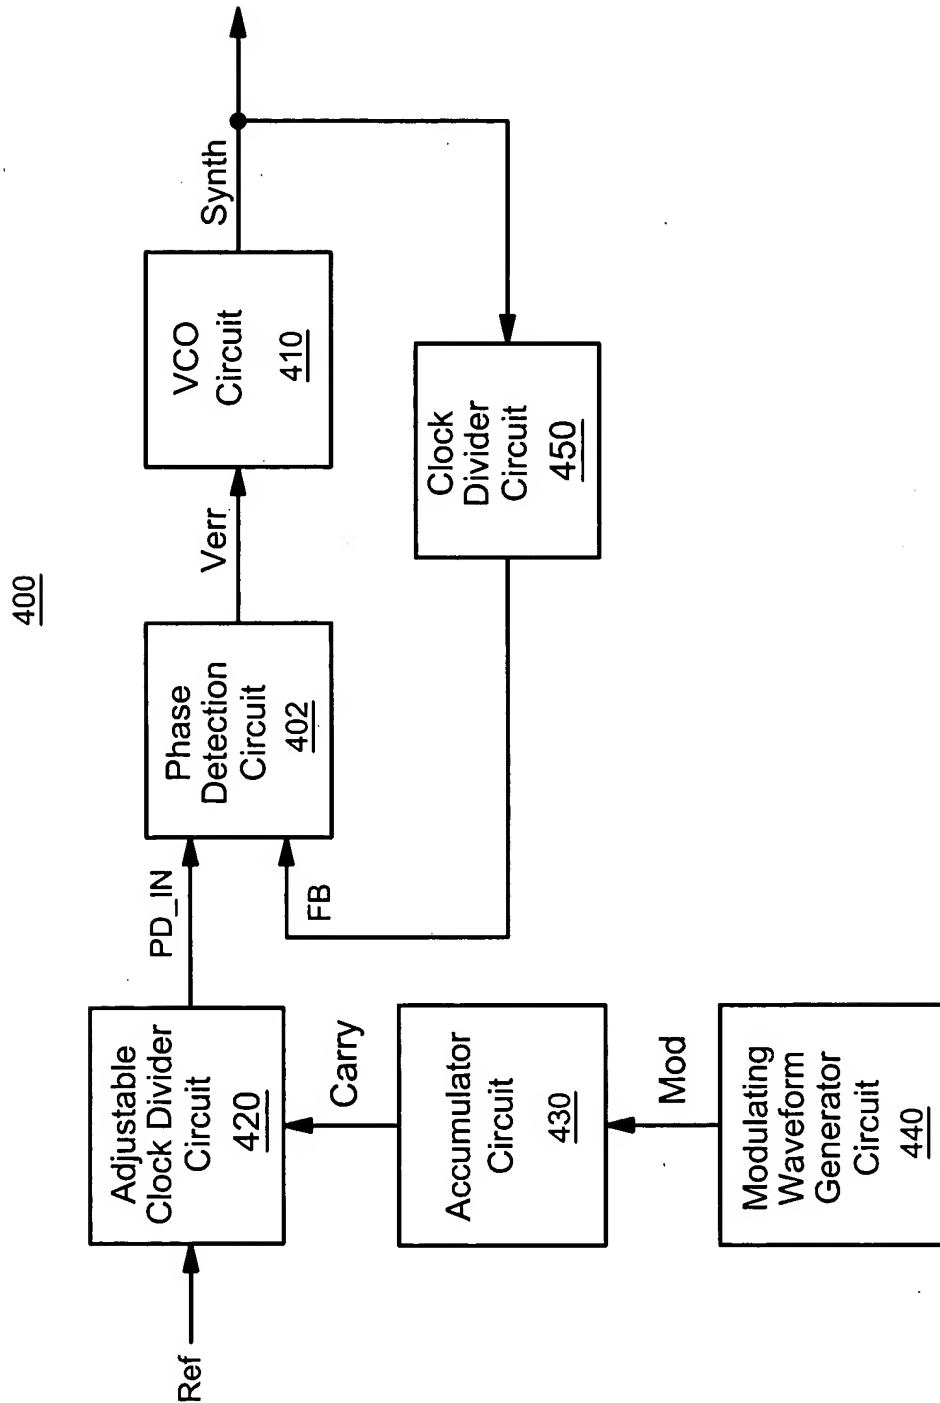 400
Ref
Adjustable
Clock Divider
Circuit
420
PD_IN
Phase
Detection
Circuit
402
Verr
VCO
Circuit
410
Synth
FB
Clock
Divider
Circuit
450
Carry
Accumulator
Circuit
430
Mod
Modulating
Waveform
Generator
Circuit
440